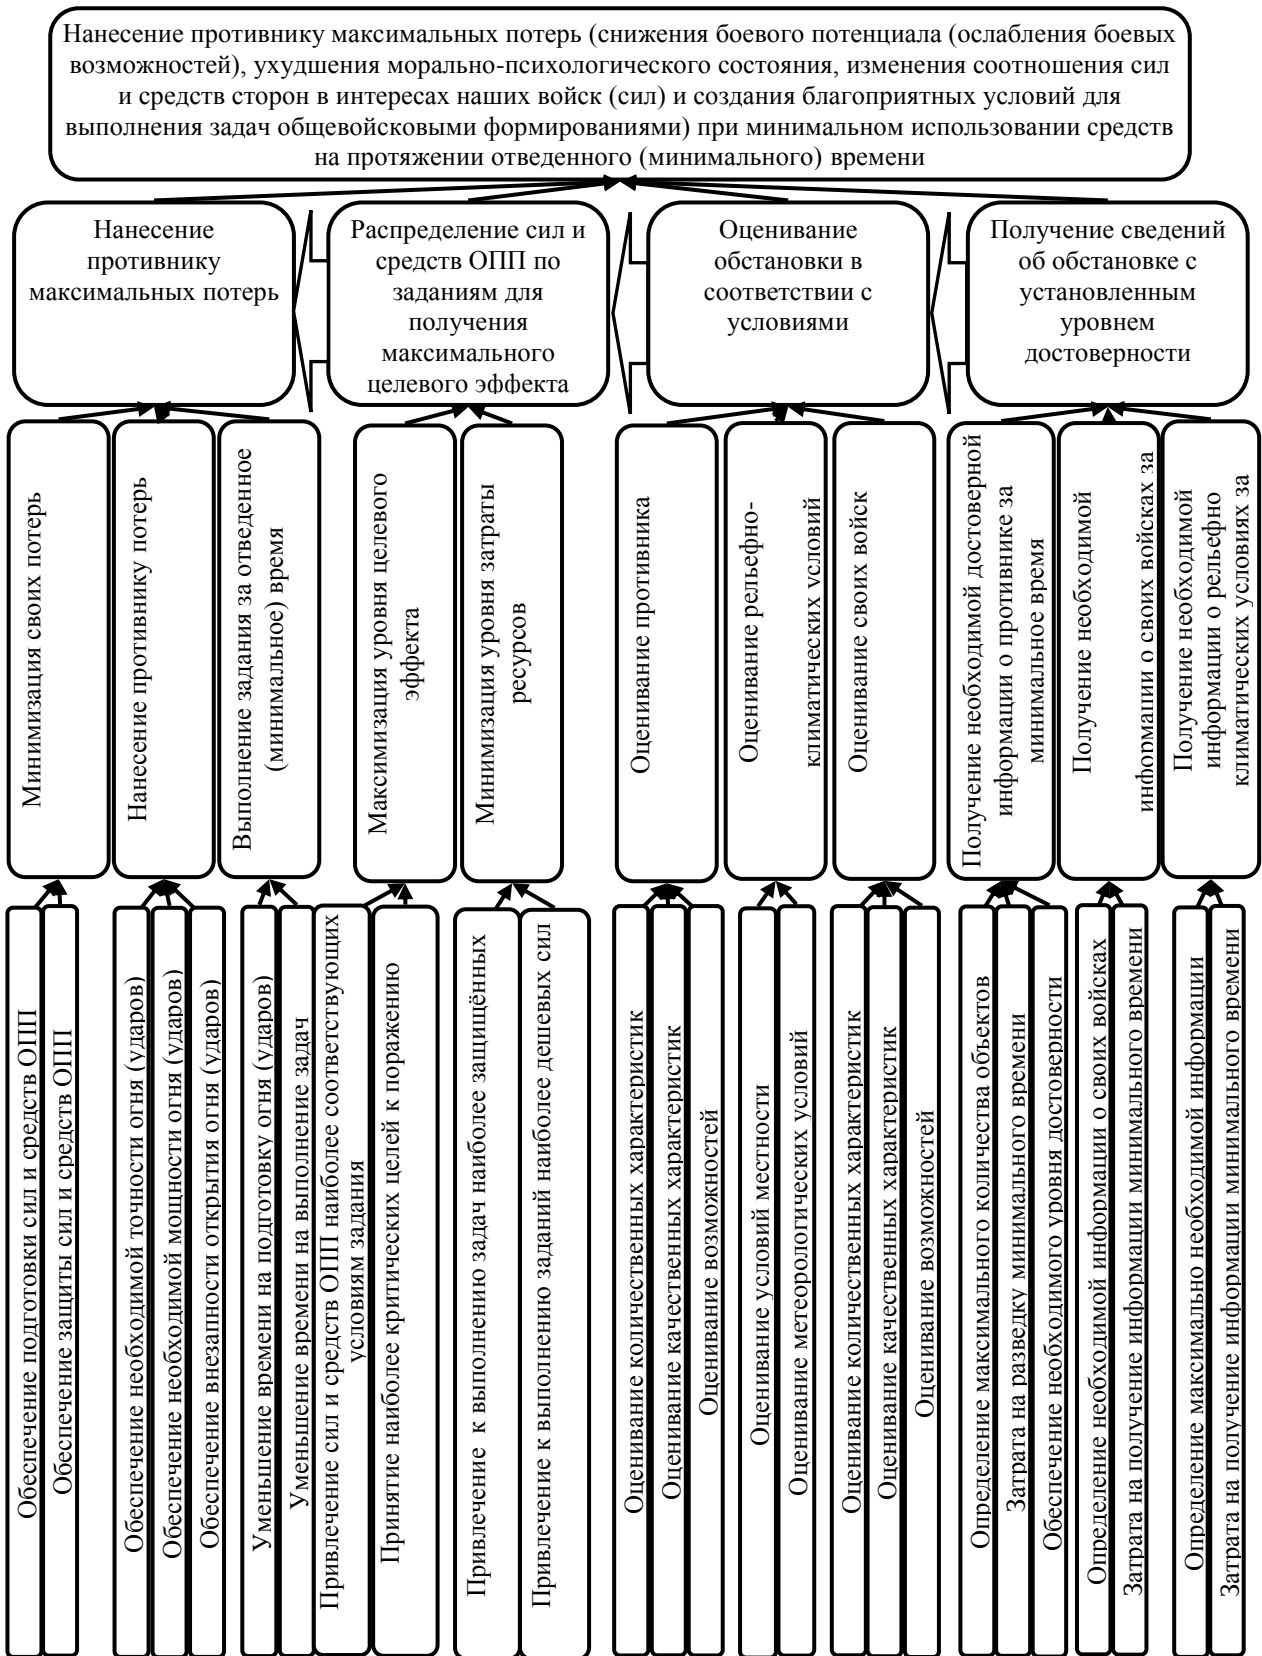 Нанесение противнику максимальных потерь (снижения боевого потенциала (ослабления боевых
возможностей), ухудшения морально-психологического состояния, изменения соотношения сил
и средств сторон в интересах наших войск (сил) и создания благоприятных условий для
выполнения задач общевойсковыми формированиями) при минимальном использовании средств
на протяжении отведенного (минимального) времени
Нанесение
противнику
максимальных потерь
Распределение сил и
средств ОПП по
заданиям для
получения
максимального
целевого эффекта
Оценивание
обстановки в
соответствии с
условиями
Получение сведений
об обстановке с
установленным
уровнем
достоверности
Минимизация своих потерь
Нанесение противнику потерь
Выполнение задания за отведенное
(минимальное) время
Максимизация уровня целевого
эффекта
Минимизация уровня затраты
ресурсов
Оценивание противника
Оценивание рельефно-
климатических условий
Оценивание своих войск
Получение необходимой достоверной
информации о противнике за
минимальное время
Получение необходимой
информации о своих войсках за
Получение необходимой
информации о рельефно
климатических условиях за
Обеспечение подготовки сил и средств ОПП
Обеспечение защиты сил и средств ОПП
Обеспечение необходимой точности огня (ударов)
Обеспечение необходимой мощности огня (ударов)
Обеспечение внезапности открытия огня (ударов)
Уменьшение времени на подготовку огня (ударов)
Уменьшение времени на выполнение задач
Привлечение сил и средств ОПП наиболее соответствующих
условиям задания
Принятие наиболее критических целей к поражению
Привлечение к выполнению задач наиболее защищённых
Привлечение к выполнению заданий наиболее дешевых сил
Оценивание количественных характеристик
Оценивание качественных характеристик
Оценивание возможностей
Оценивание условий местности
Оценивание метеорологических условий
Оценивание количественных характеристик
Оценивание качественных характеристик
Оценивание возможностей
Определение максимального количества объектов
Затрата на разведку минимального времени
Обеспечение необходимого уровня достоверности
Определение необходимой информации о своих войсках
Затрата на получение информации минимального времени
Определение максимально необходимой информации
Затрата на получение информации минимального времени